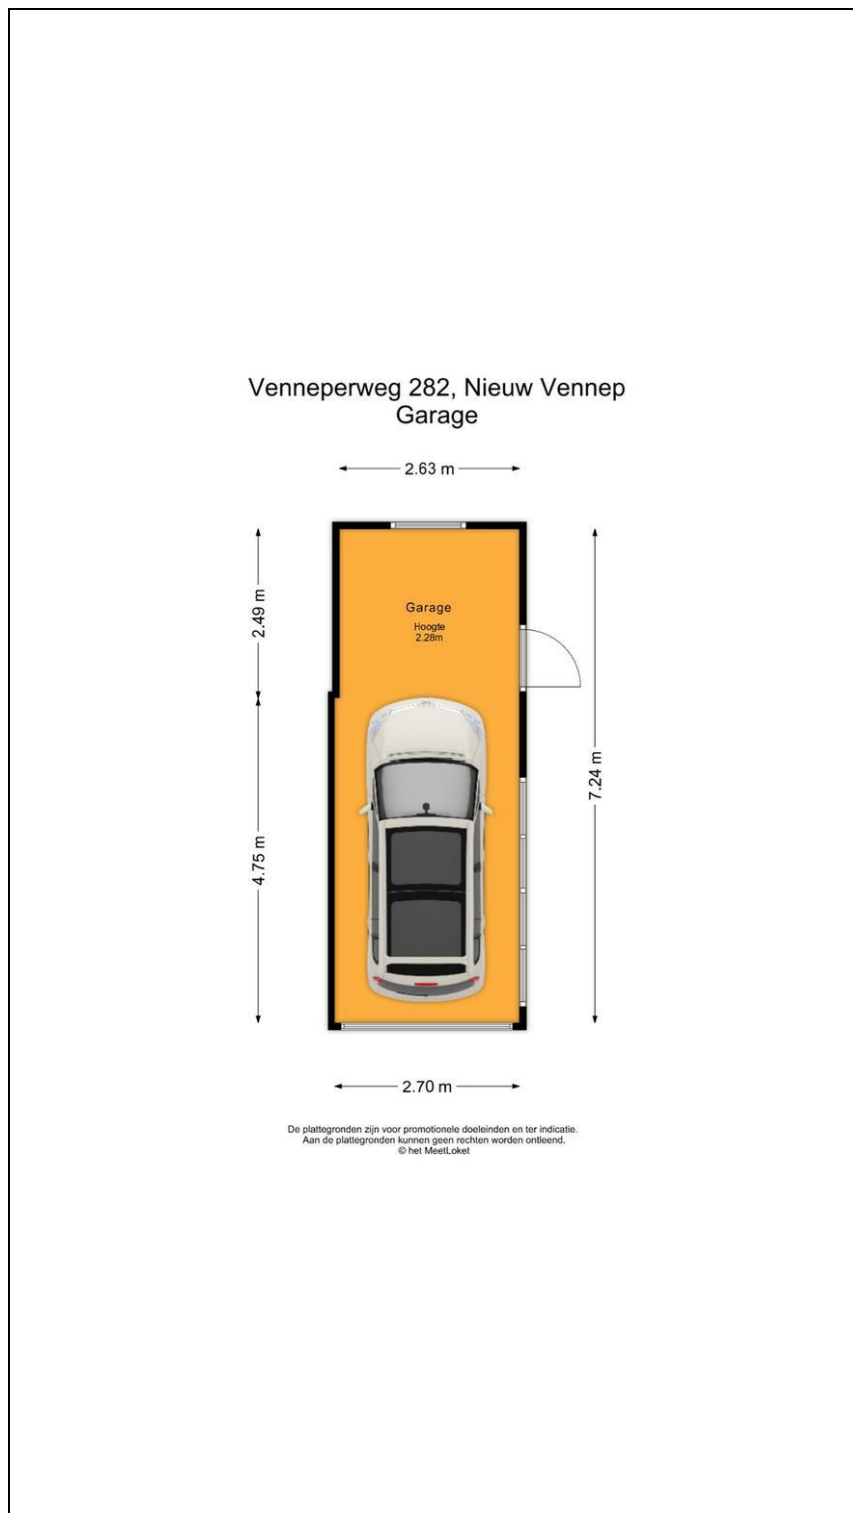 Venneperweg 282, Nieuw Vennep
Garage
2.63 m
2.49 m
Garage
Hoogte
2.28m
7.24 m
4.75 m
2.70 m
De plattegronden zijn voor promotionele doeleinden en ter indicatie.
Aan de plattegronden kunnen geen rechten worden ontleend.
© het MeetLoket